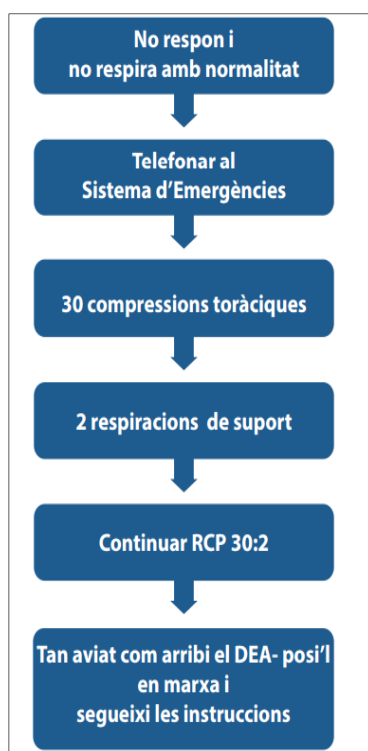 No respon i
no respira amb normalitat
Telefonar al
Sistema d'Emergències
30 compressions toràciques
2 respiracions de suport
Continuar RCP 30:2
Tan aviat com arribi el DEA- posi'l
en marxa i
segueixi les instruccions